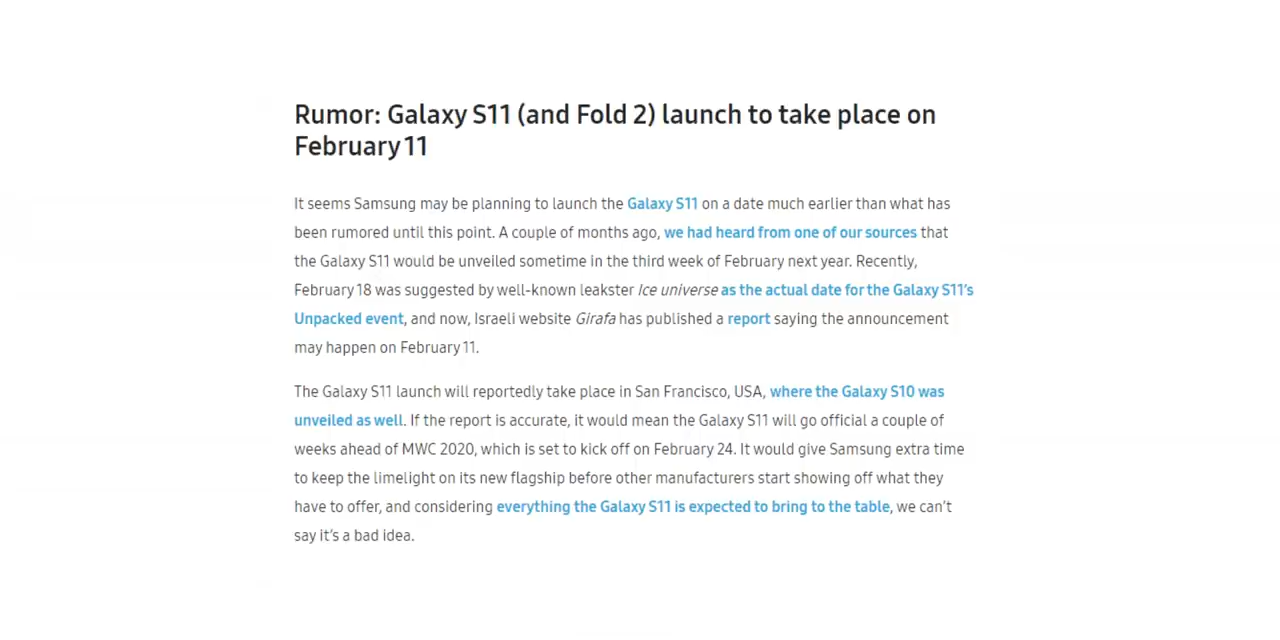 Rumor: Galaxy S11 (and Fold 2) launch to take place on
February 11
It seems Samsung may be planning to launch the Galaxy S11 on a date much earlier than what has
been rumored until this point. A couple of months ago, we had heard from one of our sources that
the Galaxy S11 would be unveiled sometime in the third week of February next year. Recently,
February 18 was suggested by well-known leakster Ice universe as the actual date for the Galaxy S11's
Unpacked event, and now, Israeli website Girafa has published a report saying the announcement
may happen on February 11.
The Galaxy S11 launch will reportedly take place in San Francisco, USA, where the Galaxy S10 was
unveiled as well. If the report is accurate, it would mean the Galaxy S11 will go official a couple of
weeks ahead of MWC 2020, which is set to kick off on February 24. It would give Samsung extra time
to keep the limelight on its new flagship before other manufacturers start showing off what they
have to offer, and considering everything the Galaxy S11 is expected to bring to the table, we can't
say it's a bad idea.